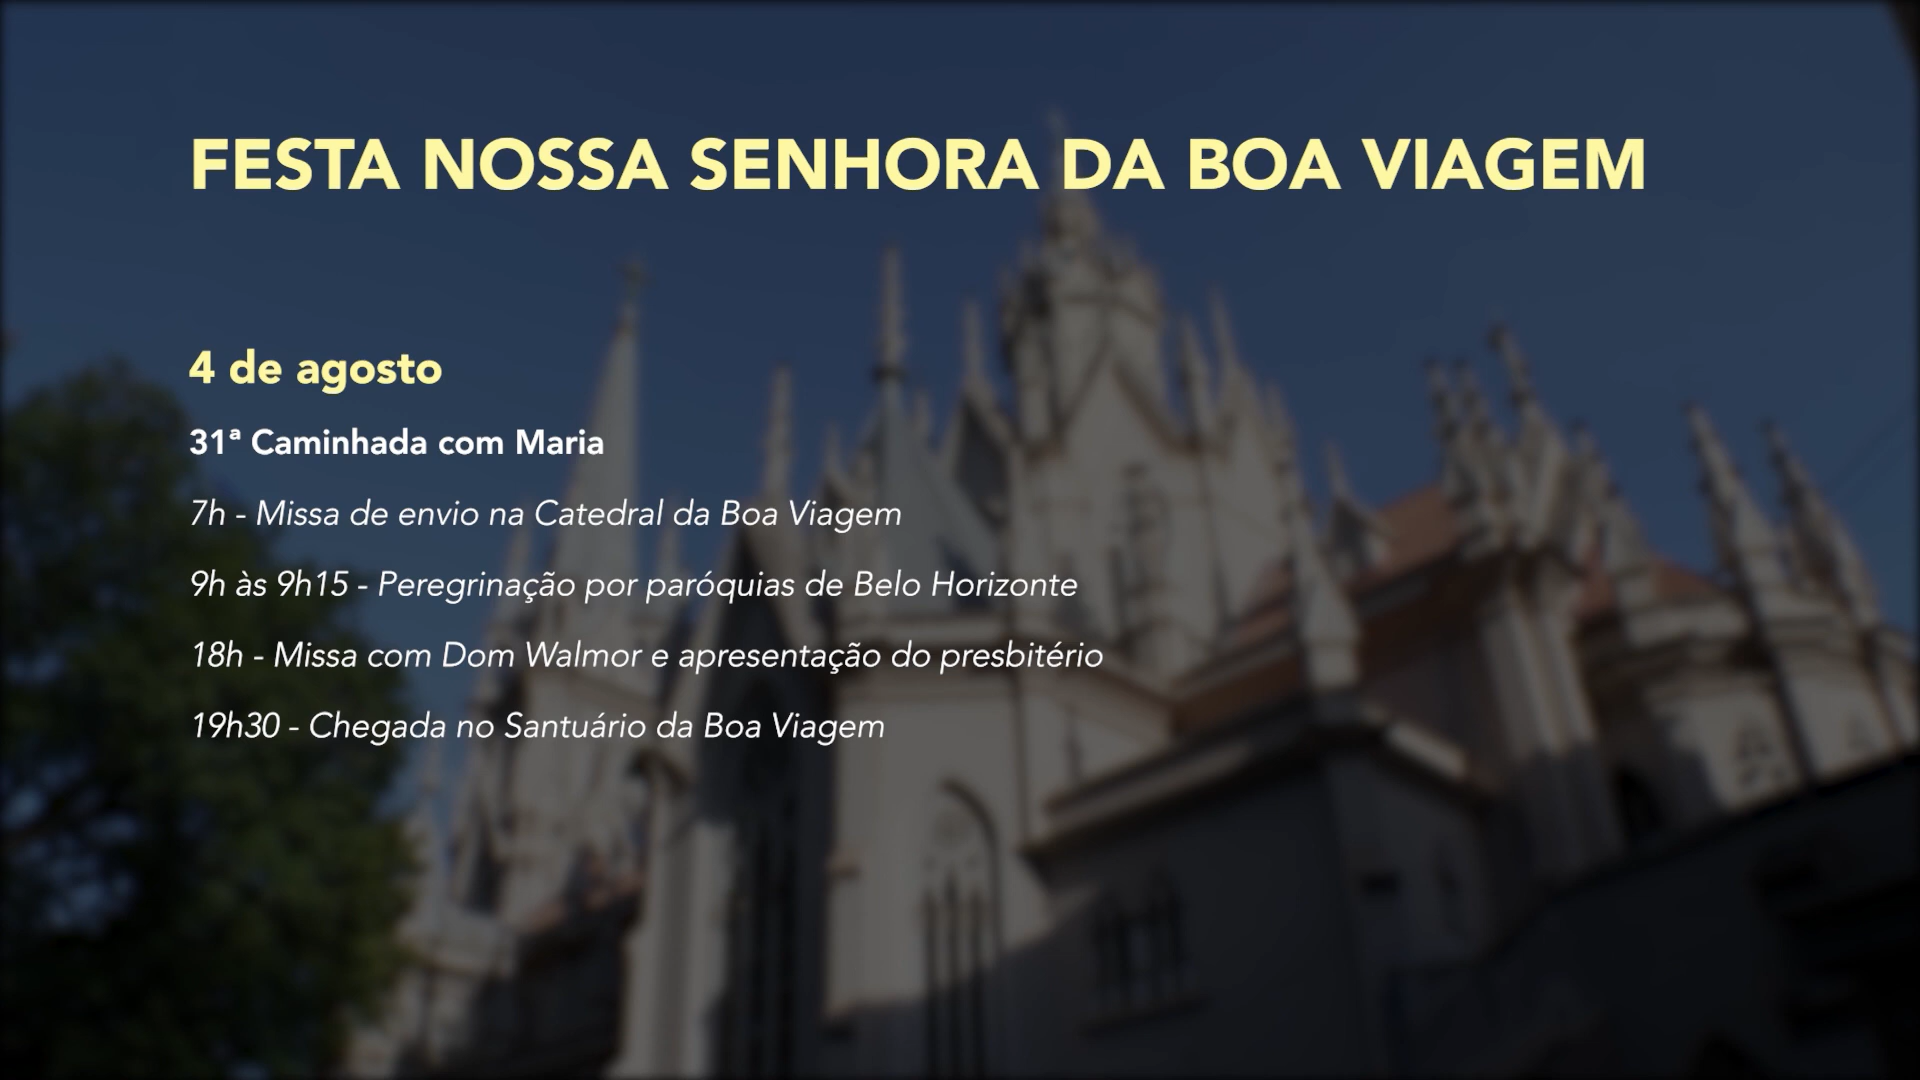 FESTA NOSSA SENHORA DA BOA VIAGEM
4 de agosto
31ª Caminhada com Maria
7h - Missa de envio na Catedral da Boa Viagem
9h às 9h15 - Peregrinação por paróquias de Belo Horizonte
18h - Missa com Dom Walmor e apresentação do presbitério
19h30 - Chegada no Santuário da Boa Viagem